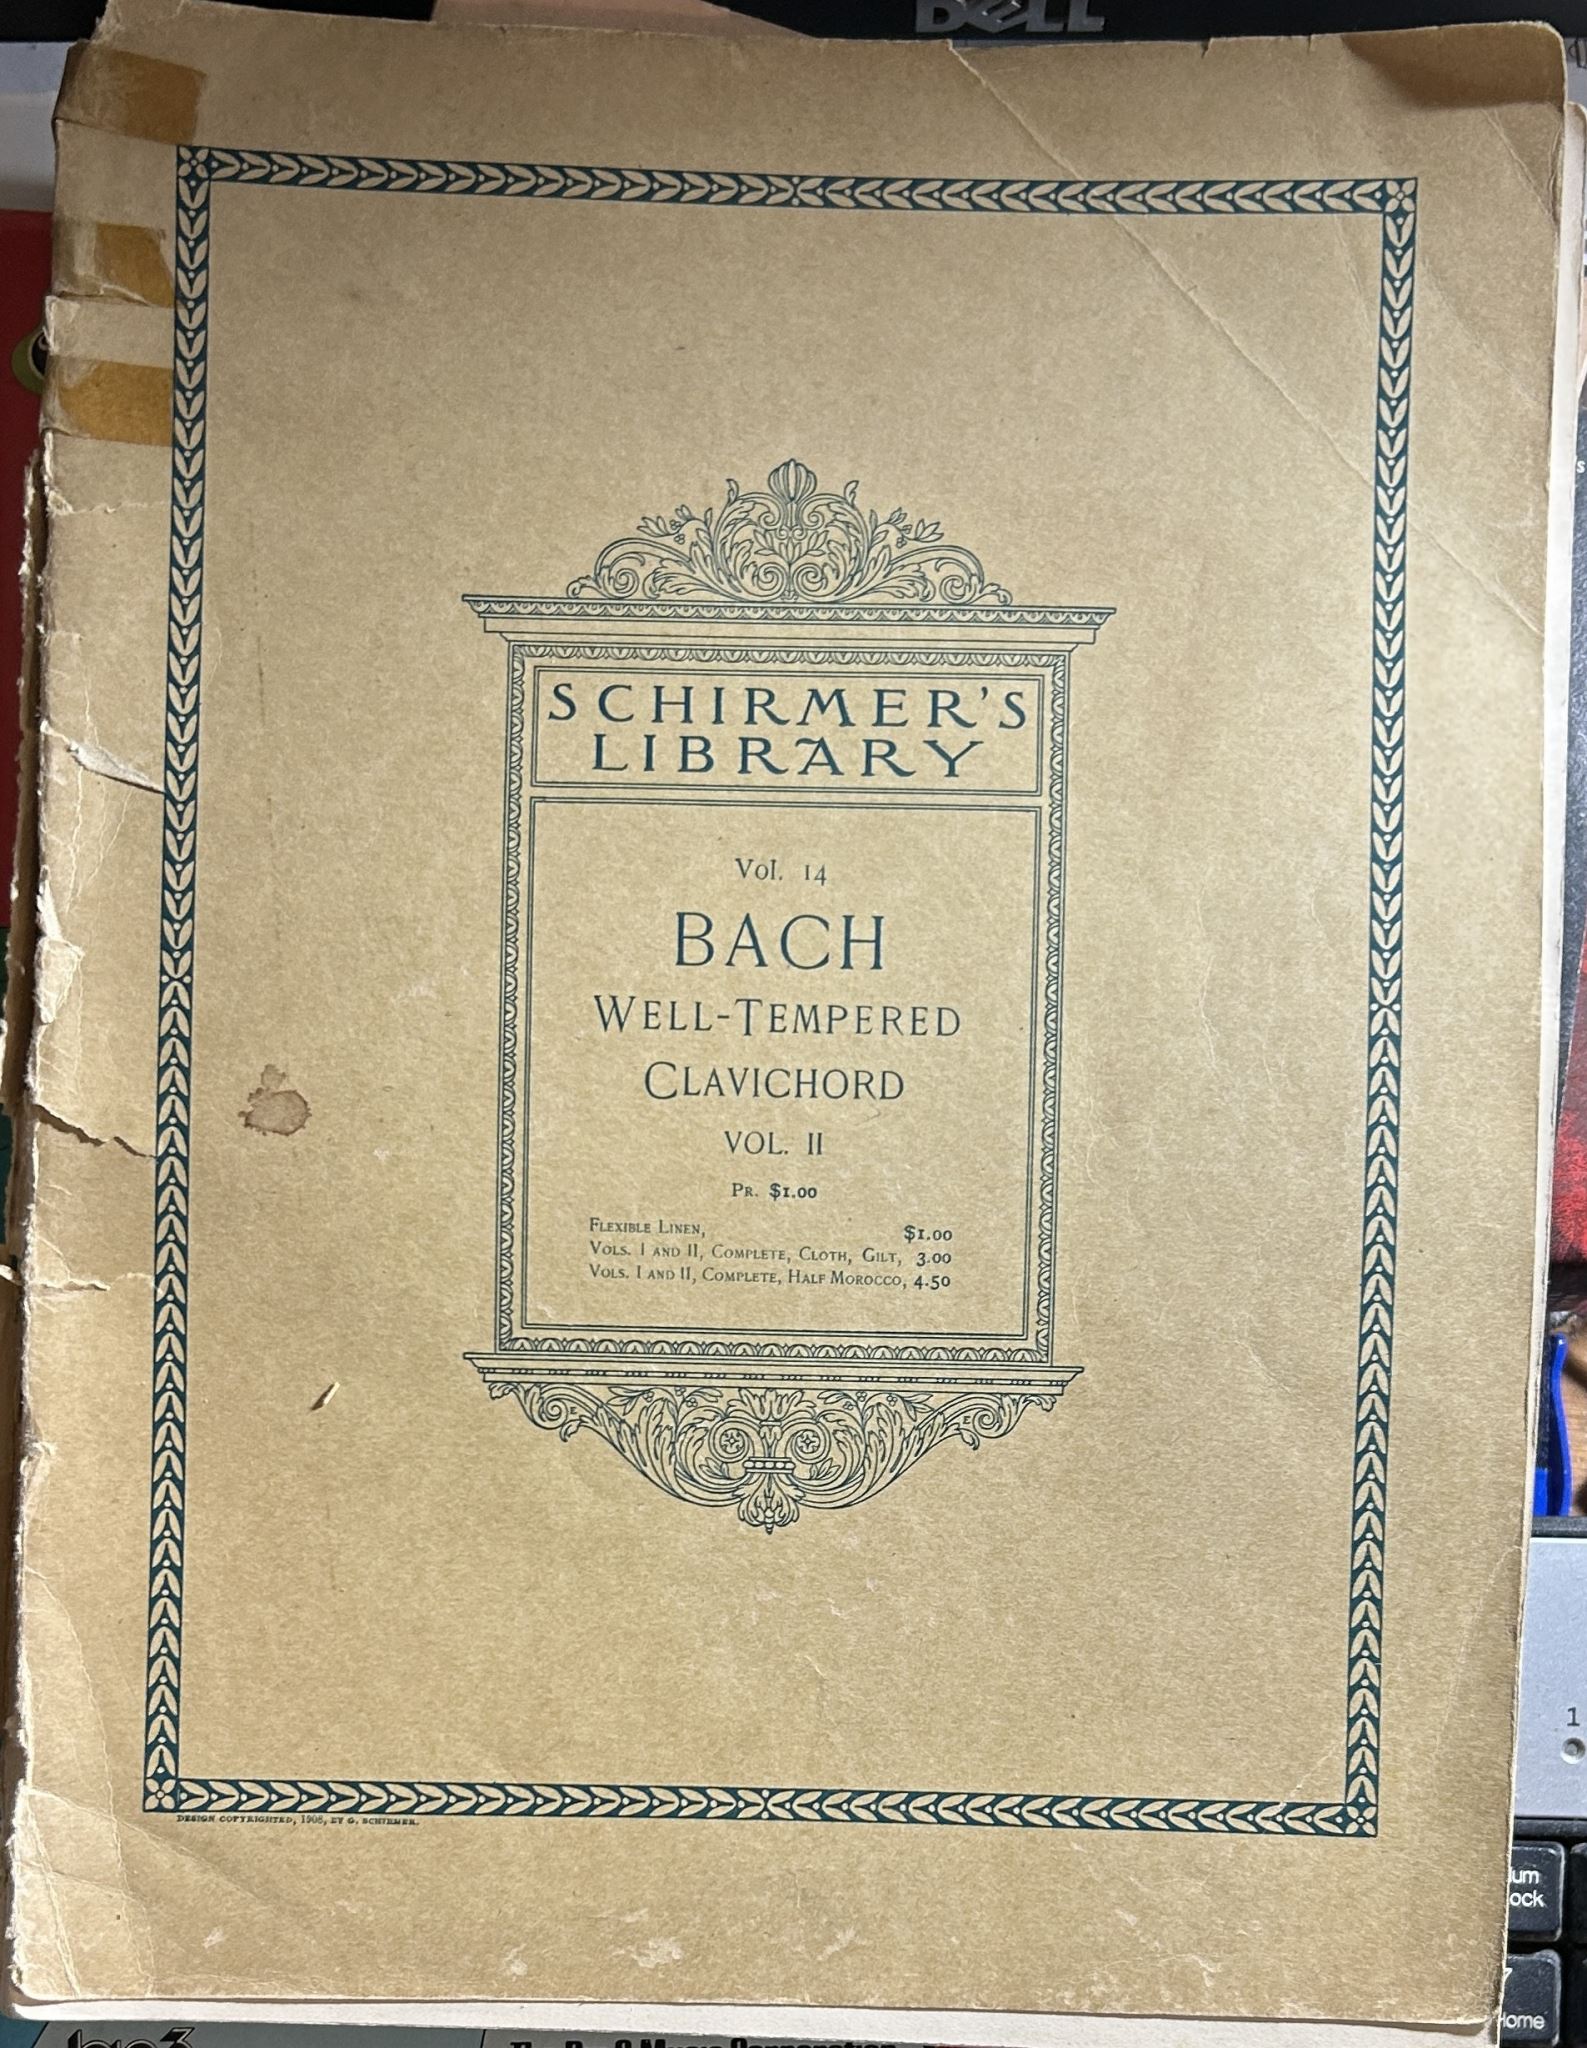 DELL
SCHIRMER'S
LIBRARY
Vol. 14
BACH
WELL-TEMPERED
CLAVICHORD
VOL. II
PR. $1.00
FLEXIBLE LINEN, $1.00
VOLS. I AND II, COMPLETE, CLOTH, GILT, 3.00
VOLS. I AND II, COMPLETE, HALF MOROCCO, 4.50
DESIGN COPYRIGHTED, 1908, BY G. SCHIRMER.
1
Home